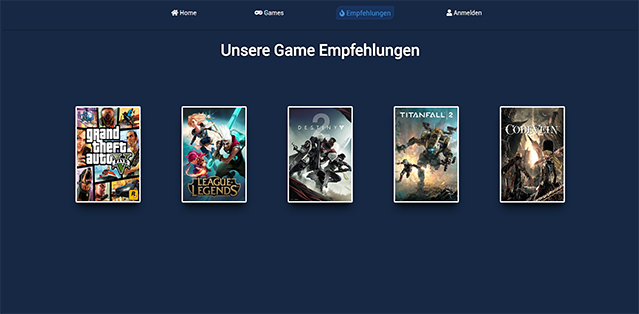 Home Games Empfehlungen Anmelden
Unsere Game Empfehlungen
grand
theft
auto V
LEAGUE of
LEGENDS
DESTINY 2
TITANFALL 2
CODE VEIN